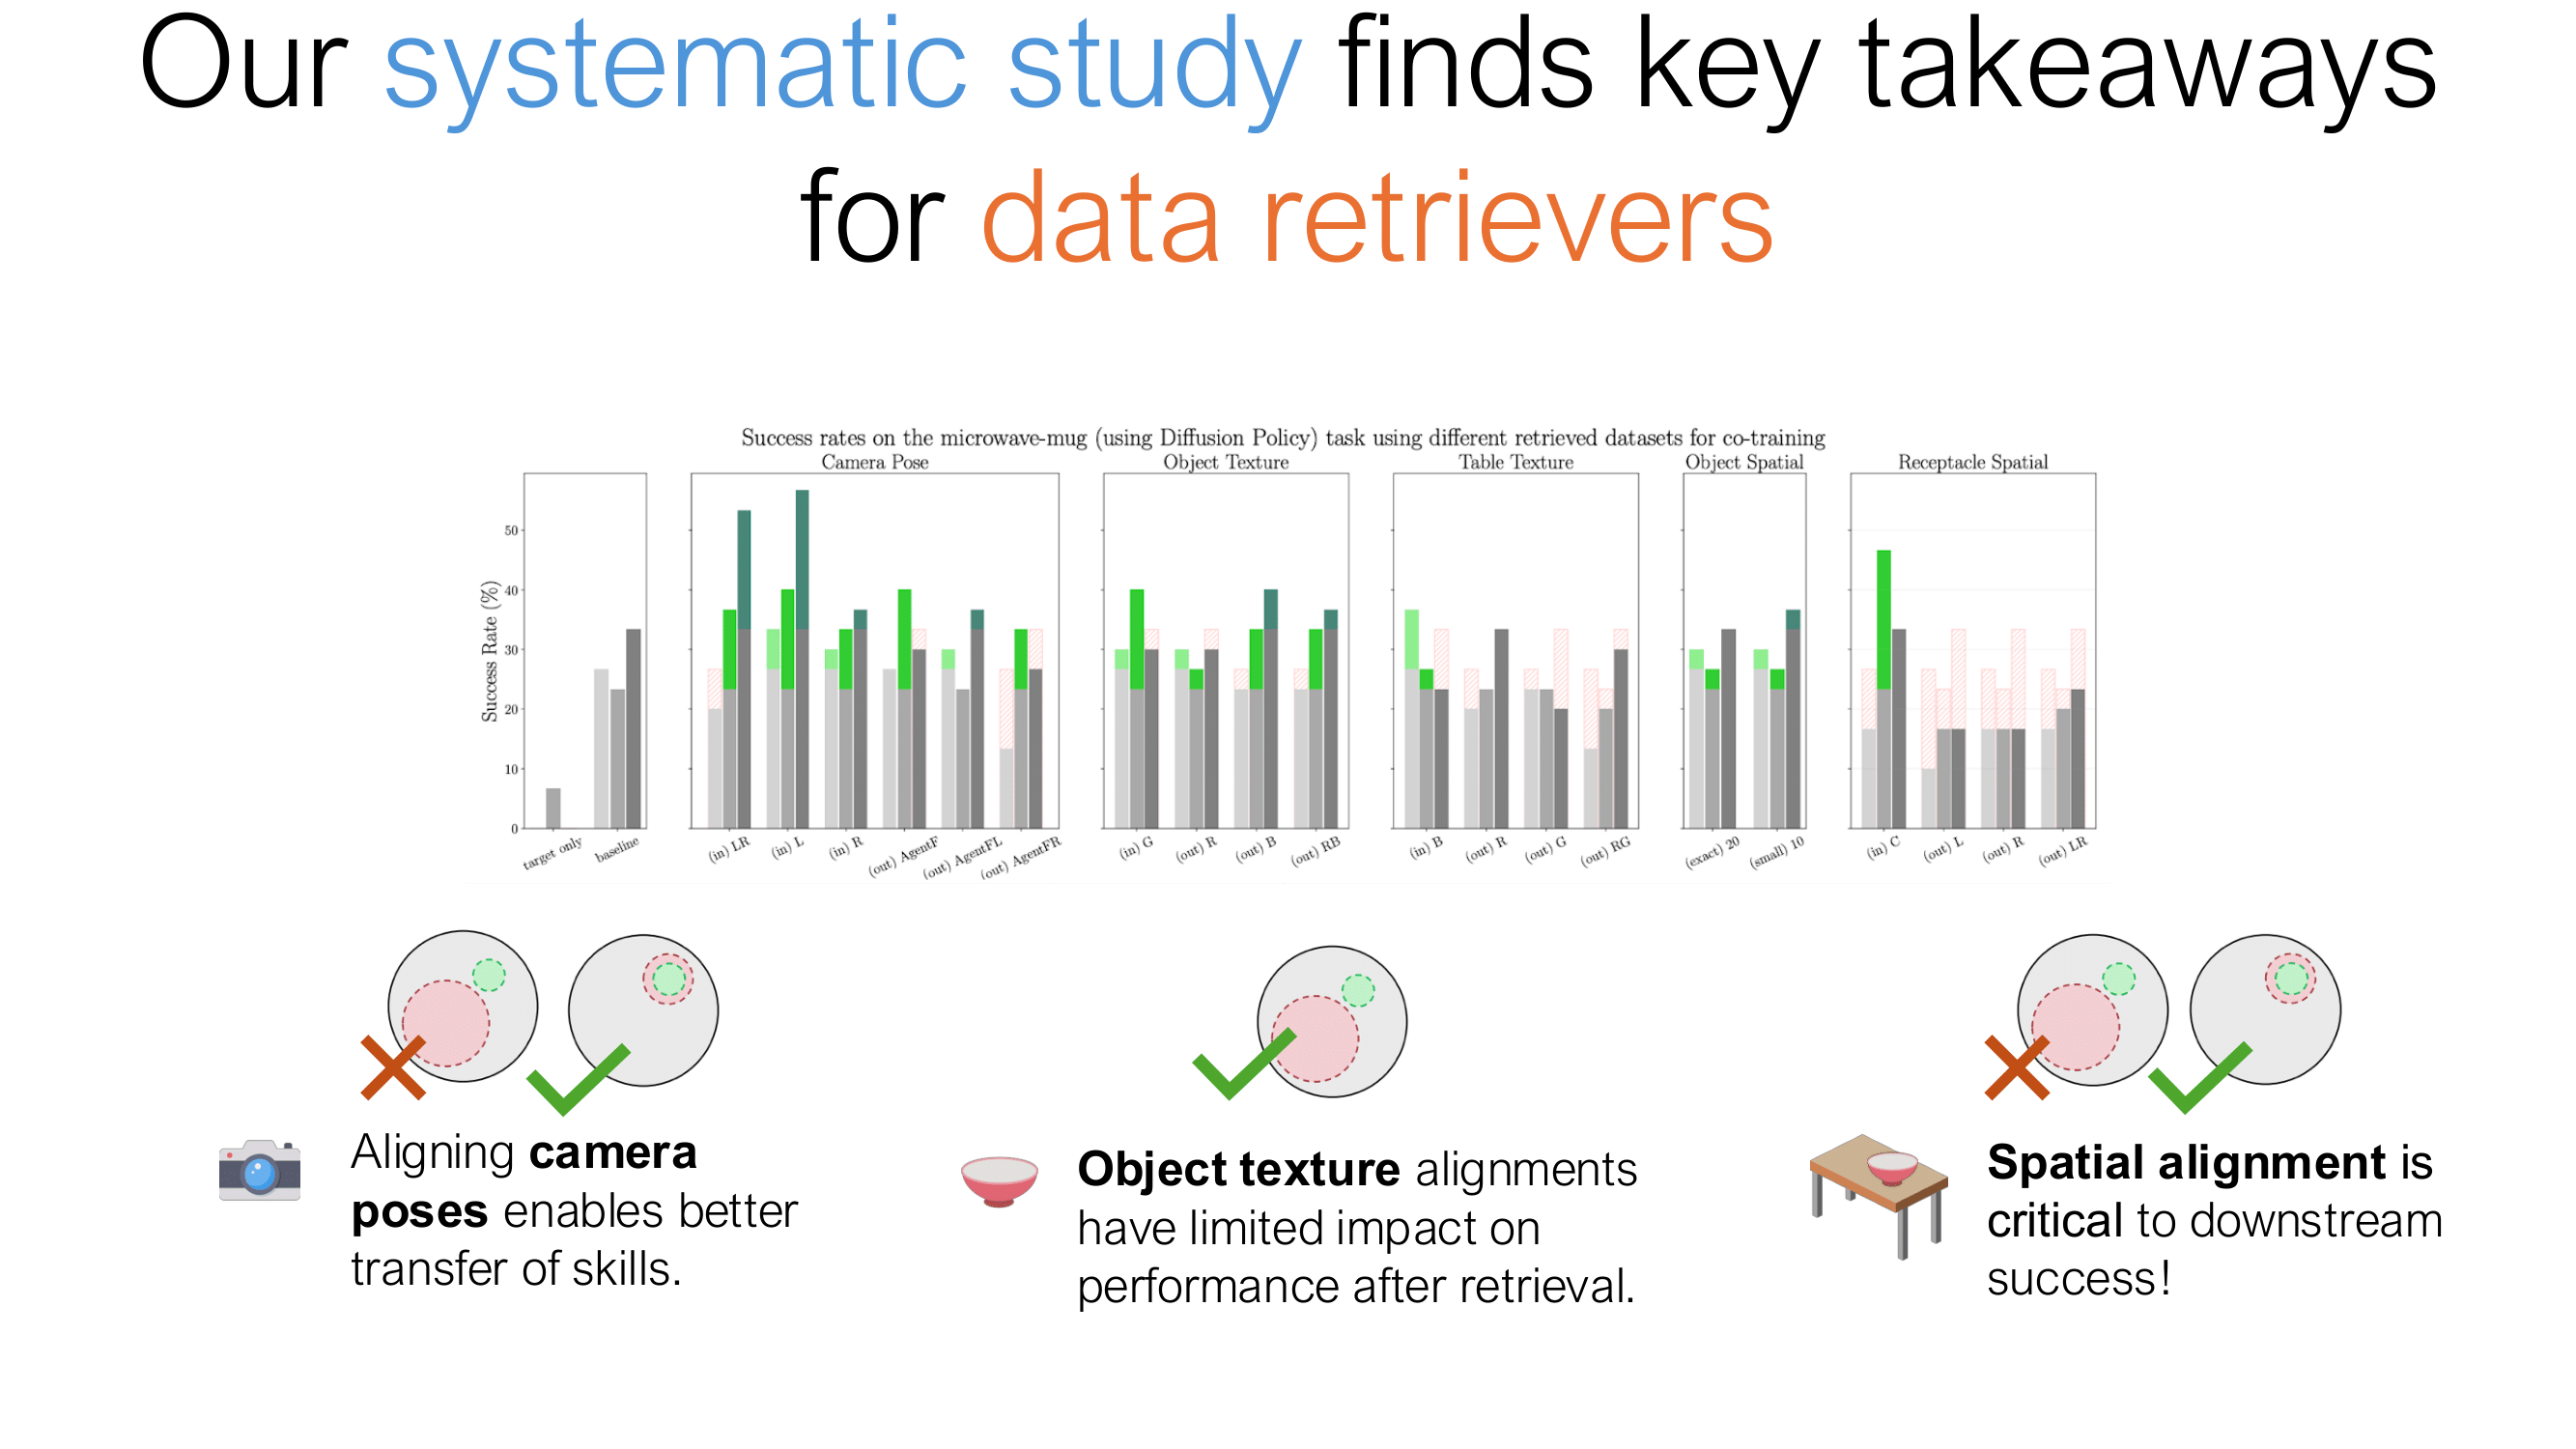 Our systematic study finds key takeaways
for data retrievers
Success rates on the microwave-mug (using Diffusion Policy) task using different retrieved datasets for co-training
Camera Pose
Object Texture
Table Texture
Object Spatial
Receptacle Spatial
Success Rate (%)
50
40
30
20
10
0
target only
baseline
(in) LR
(in) L
(in) R
(out) AgentF
(out) AgentFL
(out) AgentFR
(in) G
(out) R
(out) B
(out) RB
(in) B
(out) R
(out) G
(out) RG
(exact) 20
(small) 10
(in) C
(out) L
(out) R
(out) LR
Aligning camera
poses enables better
transfer of skills.
Object texture alignments
have limited impact on
performance after retrieval.
Spatial alignment is
critical to downstream
success!